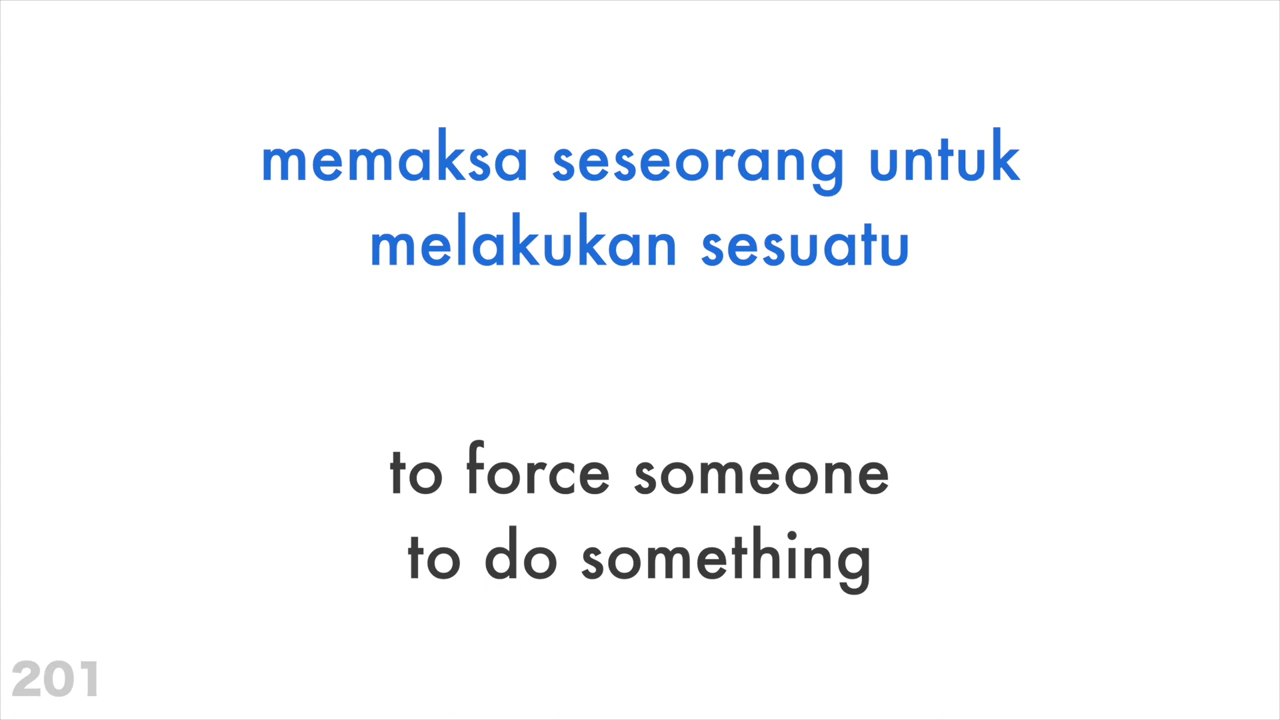 memaksa seseorang untuk
melakukan sesuatu
to force someone
to do something
201